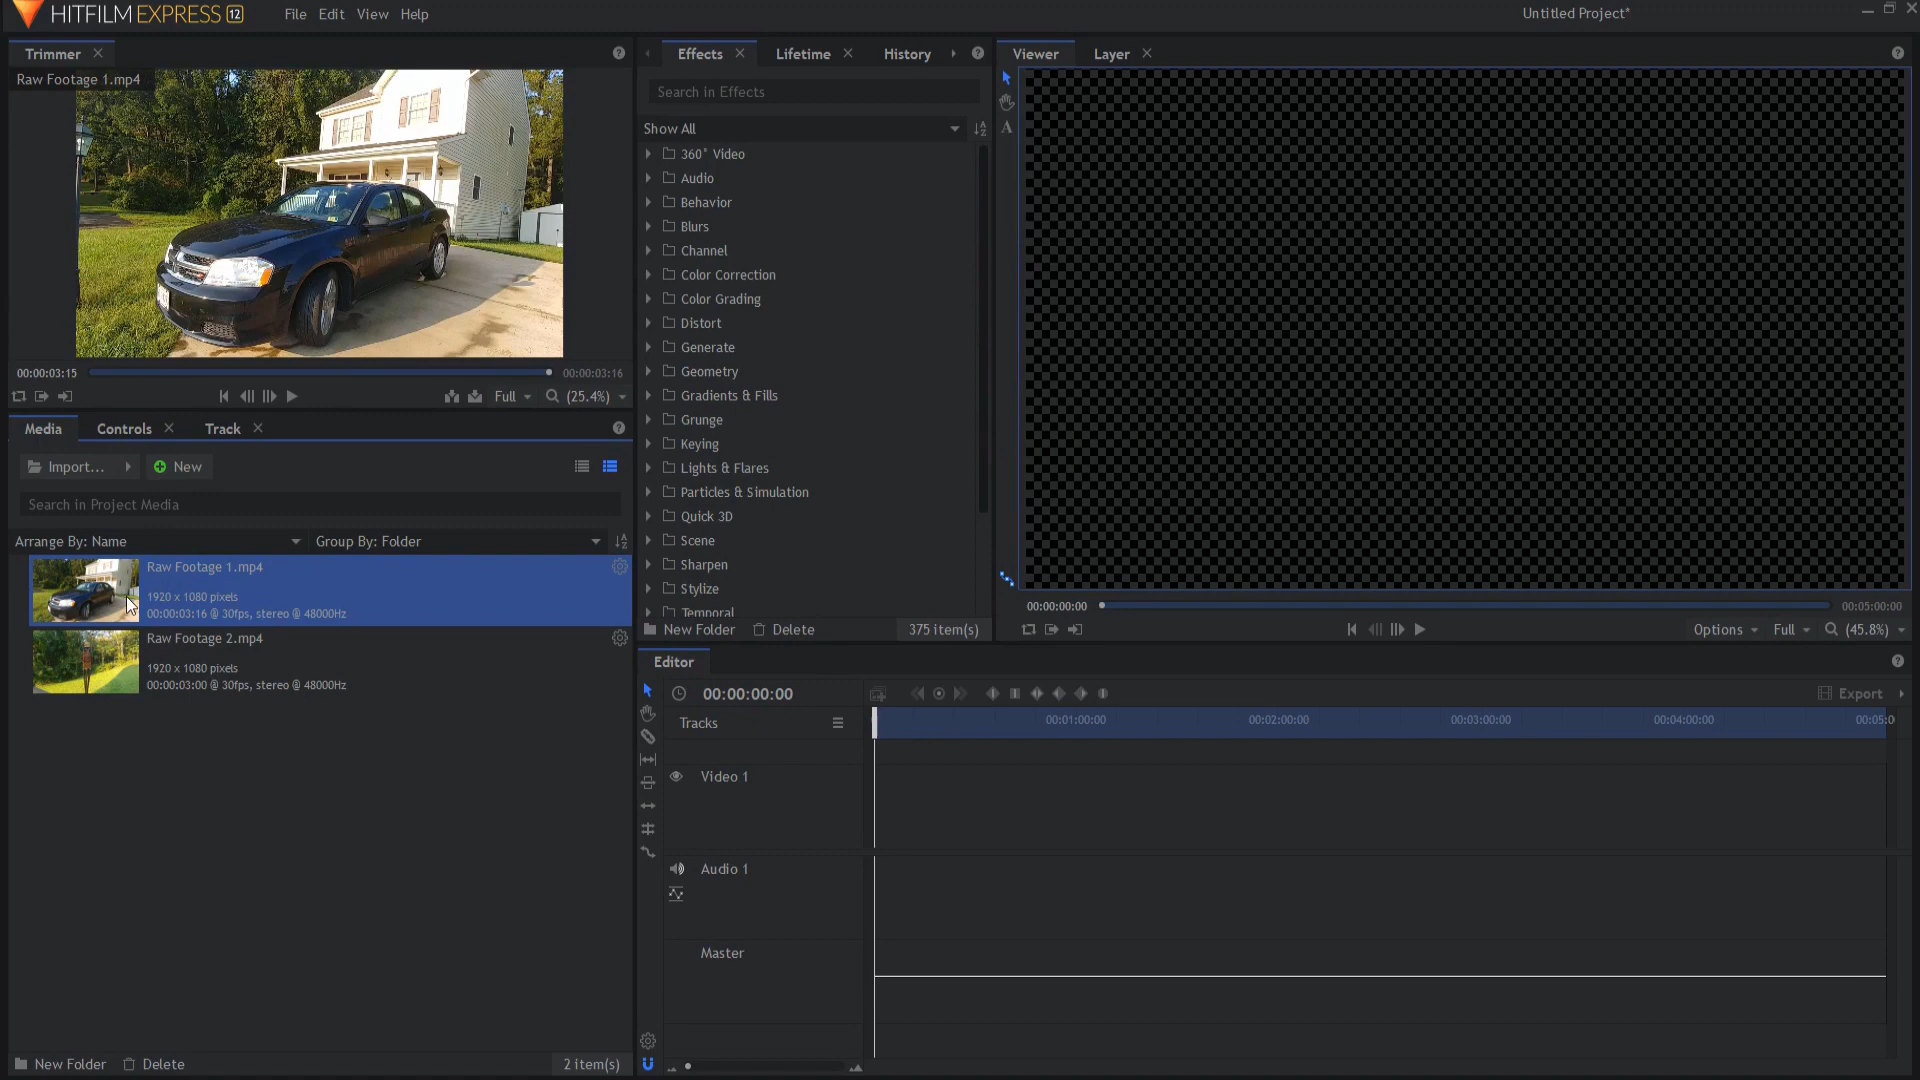 HITFILM EXPRESS 12 File Edit View Help Untitled Project*
Trimmer
Raw Footage 1.mp4
00:00:03:15 00:00:03:16
Full (25.4%)
Media Controls Track
Import... New
Search in Project Media
Arrange By: Name Group By: Folder
Raw Footage 1.mp4
1920 x 1080 pixels
00:00:03:16 @ 30fps, stereo @ 48000Hz
Raw Footage 2.mp4
1920 x 1080 pixels
00:00:03:00 @ 30fps, stereo @ 48000Hz
New Folder Delete 2 item(s)
Effects Lifetime History
Search in Effects
Show All
360° Video
Audio
Behavior
Blurs
Channel
Color Correction
Color Grading
Distort
Generate
Geometry
Gradients & Fills
Grunge
Keying
Lights & Flares
Particles & Simulation
Quick 3D
Scene
Sharpen
Stylize
Temporal
New Folder Delete 375 item(s)
Viewer Layer
A
00:00:00:00 00:05:00:00
Options Full (45.8%)
Editor
00:00:00:00 Export
Tracks 00:01:00:00 00:02:00:00 00:03:00:00 00:04:00:00 00:05:0
Video 1
Audio 1
Master